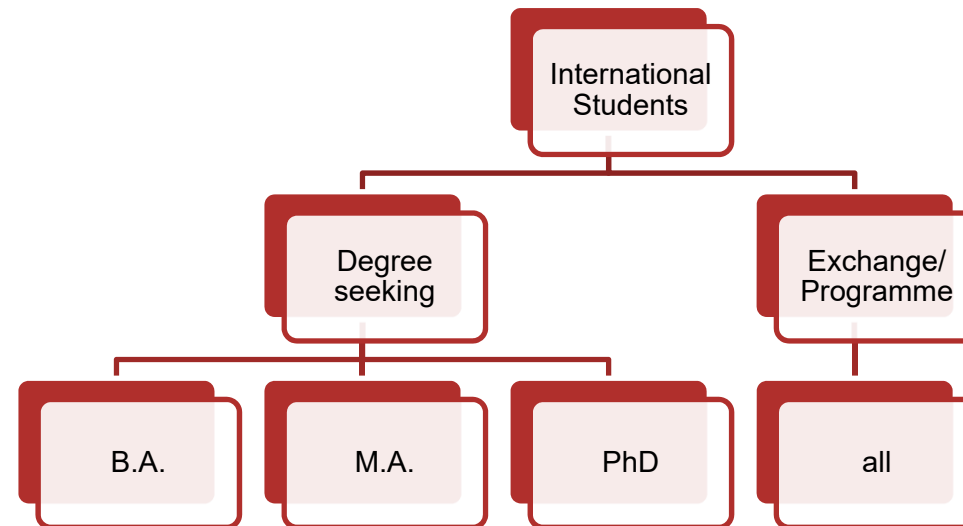 International
Students
Degree
seeking
Exchange/
Programme
B.A.
M.A.
PhD
all